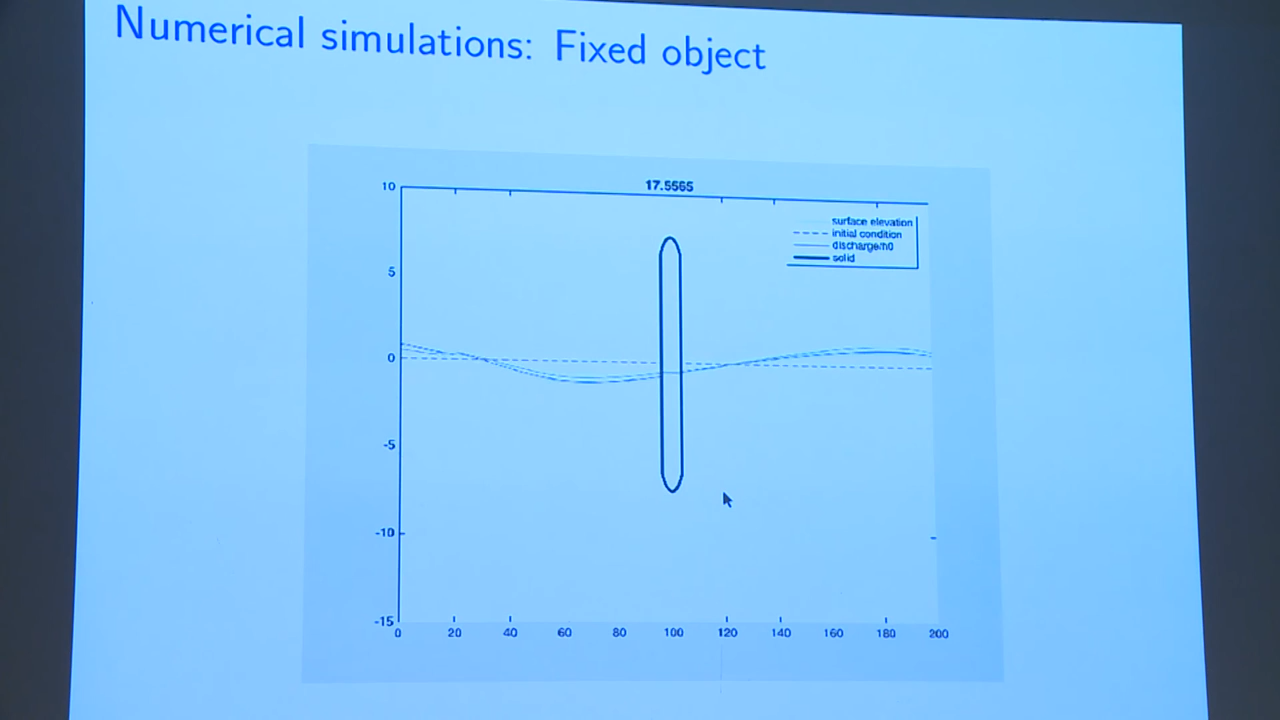 Numerical simulations: Fixed object
17.5565
10
5
0
-5
-10
-15
surface elevation
initial condition
discharge/h0
solid
0 20 40 60 80 100 120 140 160 180 200